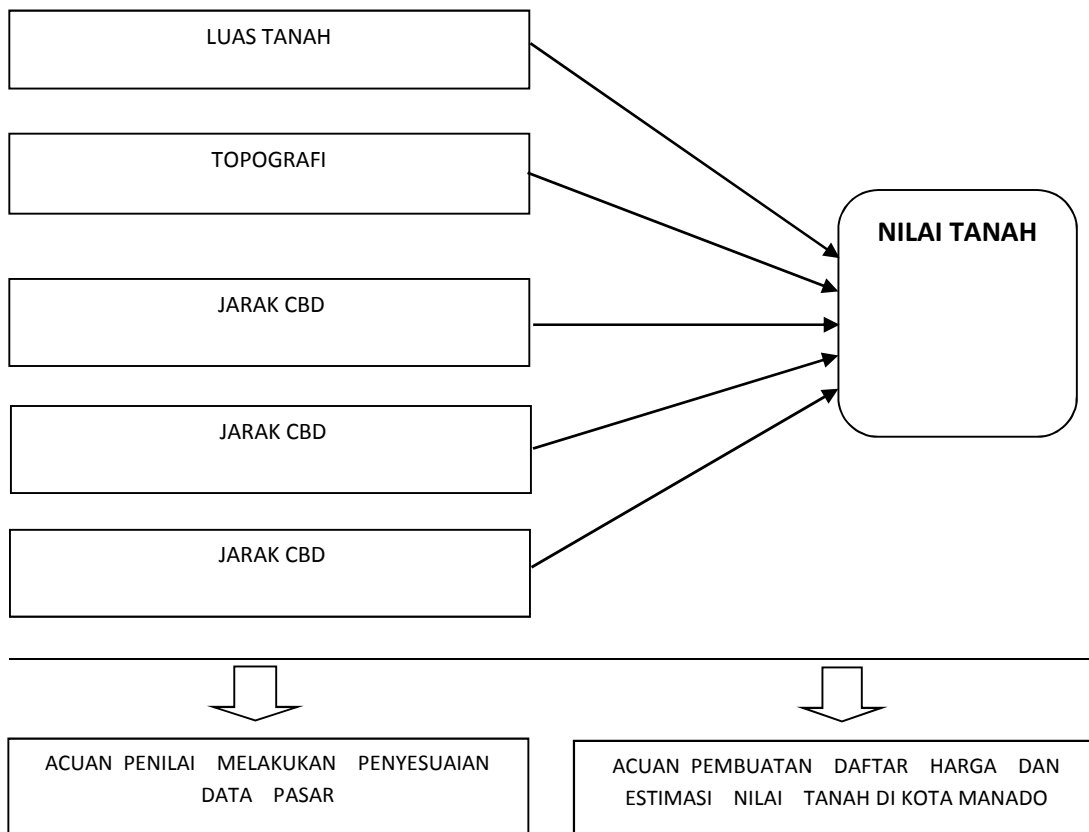 LUAS TANAH
TOPOGRAFI
JARAK CBD
JARAK CBD
JARAK CBD
NILAI TANAH
ACUAN PENILAI MELAKUKAN PENYESUAIAN
DATA PASAR
ACUAN PEMBUATAN DAFTAR HARGA DAN
ESTIMASI NILAI TANAH DI KOTA MANADO